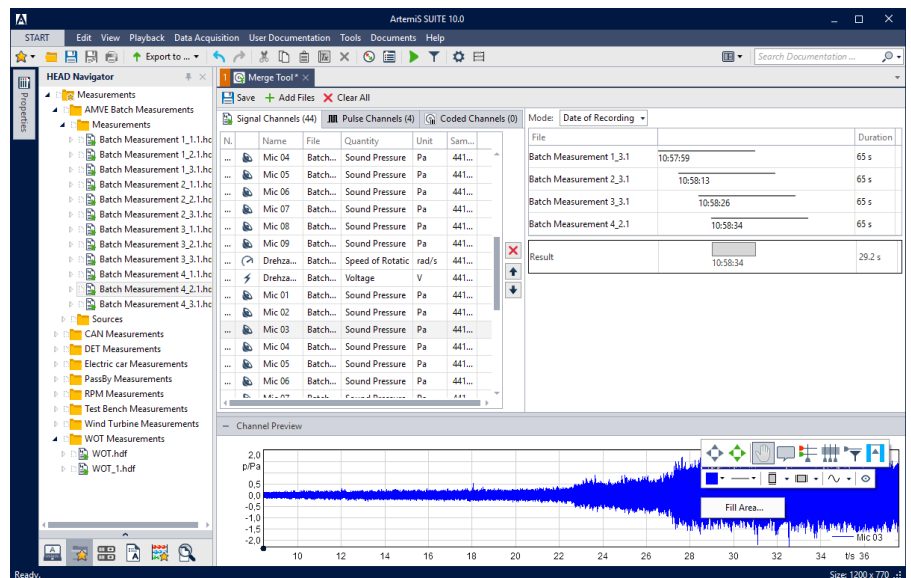 ArtemiS SUITE 10.0
START Edit View Playback Data Acquisition User Documentation Tools Documents Help
Export to ... Search Documentation ...
Properties
HEAD Navigator
Measurements
AMVE Batch Measurements
Measurements
Batch Measurement 1_1.1.hc
Batch Measurement 1_2.1.hc
Batch Measurement 1_3.1.hc
Batch Measurement 2_1.1.hc
Batch Measurement 2_2.1.hc
Batch Measurement 2_3.1.hc
Batch Measurement 3_1.1.hc
Batch Measurement 3_2.1.hc
Batch Measurement 3_3.1.hc
Batch Measurement 4_1.1.hc
Batch Measurement 4_2.1.hc
Batch Measurement 4_3.1.hc
Sources
CAN Measurements
DET Measurements
Electric car Measurements
PassBy Measurements
RPM Measurements
Test Bench Measurements
Wind Turbine Measurements
WOT Measurements
WOT.hdf
WOT_1.hdf
1 Merge Tool*
Save Add Files Clear All
Signal Channels (44) Pulse Channels (4) Coded Channels (0)
N. Name File Quantity Unit Sam...
... Mic 04 Batch... Sound Pressure Pa 441...
... Mic 05 Batch... Sound Pressure Pa 441...
... Mic 06 Batch... Sound Pressure Pa 441...
... Mic 07 Batch... Sound Pressure Pa 441...
... Mic 08 Batch... Sound Pressure Pa 441...
... Mic 09 Batch... Sound Pressure Pa 441...
... Drehza... Batch... Speed of Rotatic rad/s 441...
... Drehza... Batch... Voltage V 441...
... Mic 01 Batch... Sound Pressure Pa 441...
... Mic 02 Batch... Sound Pressure Pa 441...
... Mic 03 Batch... Sound Pressure Pa 441...
... Mic 04 Batch... Sound Pressure Pa 441...
... Mic 05 Batch... Sound Pressure Pa 441...
... Mic 06 Batch... Sound Pressure Pa 441...
Mode: Date of Recording
File Duration
Batch Measurement 1_3.1 10:57:59 65 s
Batch Measurement 2_3.1 10:58:13 65 s
Batch Measurement 3_3.1 10:58:26 65 s
Batch Measurement 4_2.1 10:58:34 65 s
Result 10:58:34 29.2 s
Channel Preview
2,0
p/Pa
0,5
0,0
-0,5
-1,0
-1,5
-2,0
Fill Area...
Mic 03
10 12 14 16 18 20 22 24 26 28 30 32 34 t/s 36
Ready. Size: 1200 x 770